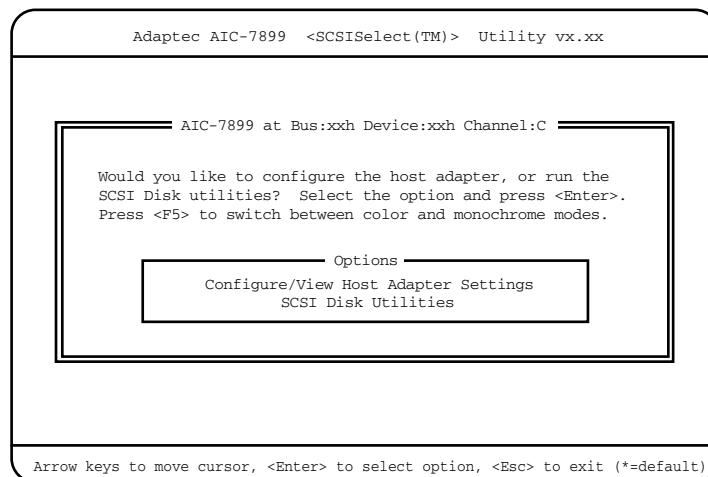 Adaptec AIC-7899 <SCSISelect(TM)> Utility vx.xx
AIC-7899 at Bus:xxh Device:xxh Channel:C
Would you like to configure the host adapter, or run the
SCSI Disk utilities? Select the option and press <Enter>.
Press <F5> to switch between color and monochrome modes.
Options
Configure/View Host Adapter Settings
SCSI Disk Utilities
Arrow keys to move cursor, <Enter> to select option, <Esc> to exit (*=default)